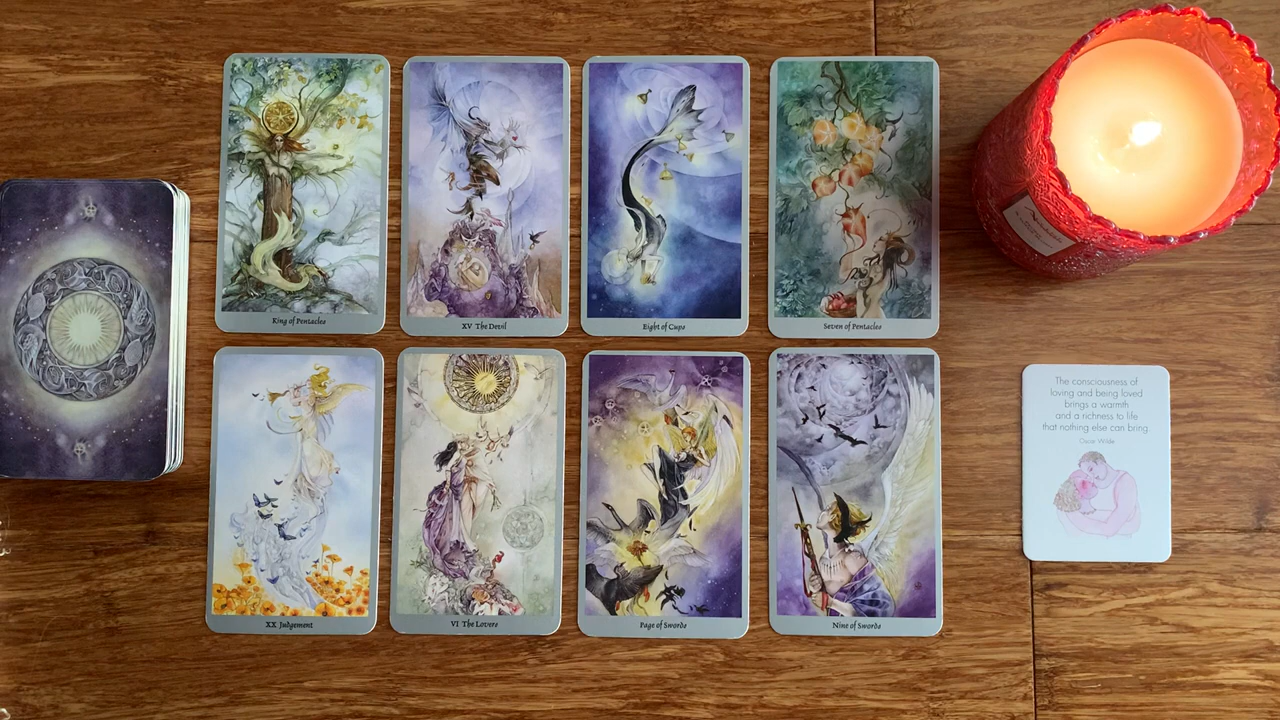 King of Pentacles
XV The Devil
Eight of Cups
Seven of Pentacles
XX Judgement
VI The Lovers
Page of Swords
Nine of Swords
The consciousness of
loving and being loved
brings a warmth
and a richness to life
that nothing else can bring.
Oscar Wilde